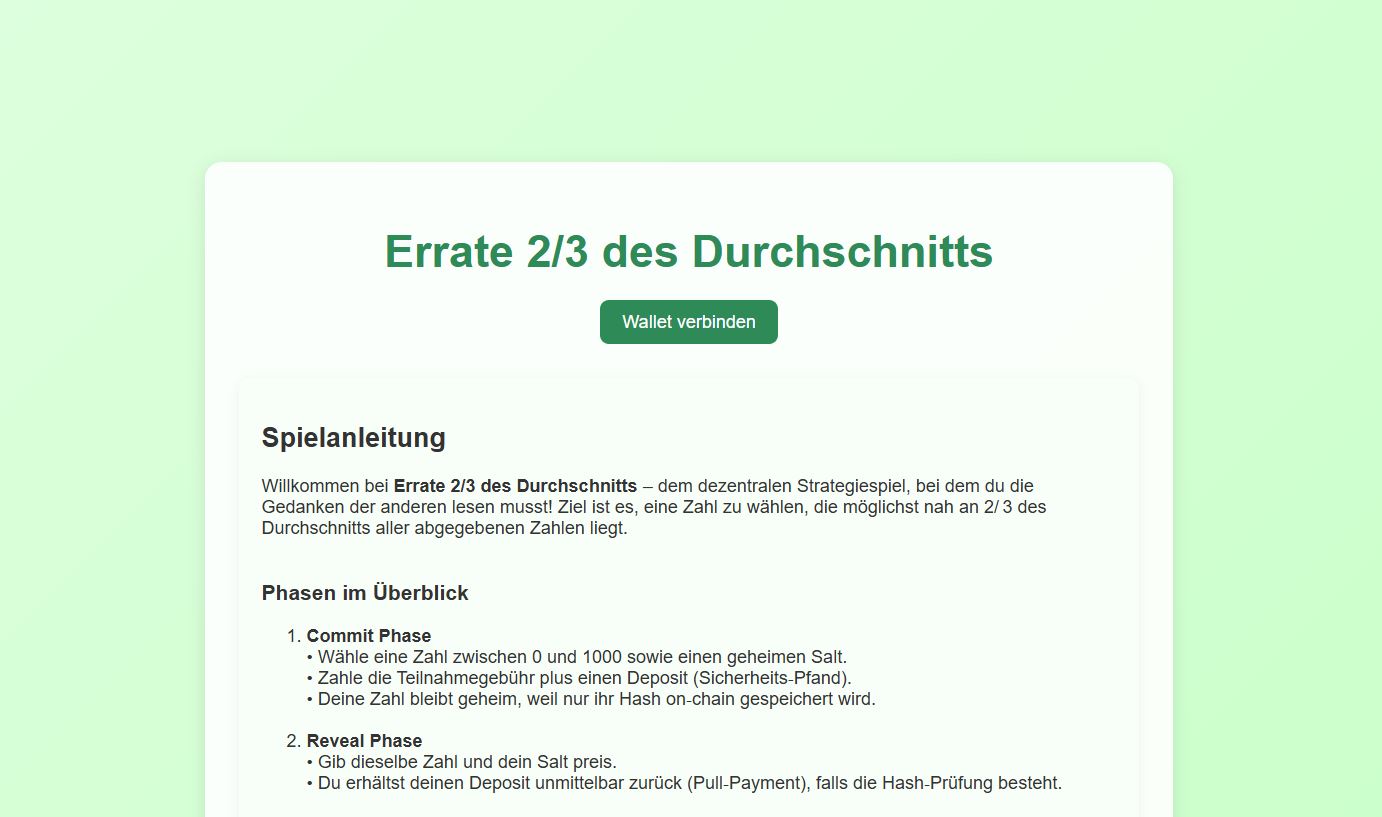 Errate 2/3 des Durchschnitts
Wallet verbinden
Spielanleitung
Willkommen bei Errate 2/3 des Durchschnitts – dem dezentralen Strategiespiel, bei dem du die
Gedanken der anderen lesen musst! Ziel ist es, eine Zahl zu wählen, die möglichst nah an 2/ 3 des
Durchschnitts aller abgegebenen Zahlen liegt.
Phasen im Überblick
1. Commit Phase
• Wähle eine Zahl zwischen 0 und 1000 sowie einen geheimen Salt.
• Zahle die Teilnahmegebühr plus einen Deposit (Sicherheits-Pfand).
• Deine Zahl bleibt geheim, weil nur ihr Hash on-chain gespeichert wird.
2. Reveal Phase
• Gib dieselbe Zahl und dein Salt preis.
• Du erhältst deinen Deposit unmittelbar zurück (Pull-Payment), falls die Hash-Prüfung besteht.